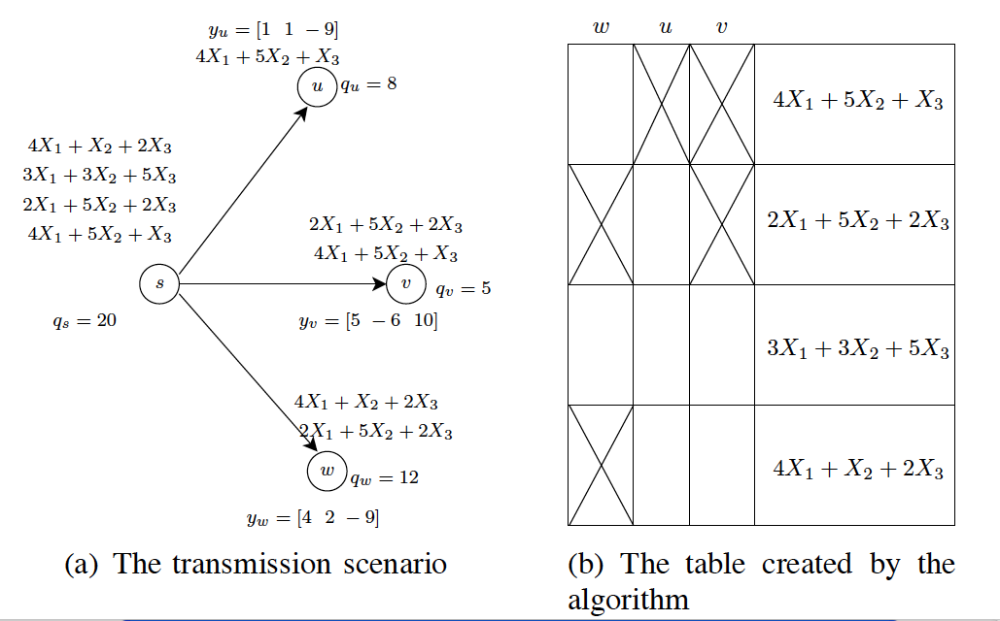 y_u = [1 1 − 9]
4X_1 + 5X_2 + X_3
u
q_u = 8
4X_1 + X_2 + 2X_3
3X_1 + 3X_2 + 5X_3
2X_1 + 5X_2 + 2X_3
4X_1 + 5X_2 + X_3
s
q_s = 20
2X_1 + 5X_2 + 2X_3
4X_1 + 5X_2 + X_3
v
q_v = 5
y_v = [5 − 6 10]
4X_1 + X_2 + 2X_3
2X_1 + 5X_2 + 2X_3
w
q_w = 12
y_w = [4 2 − 9]
(a) The transmission scenario
w u v
4X_1 + 5X_2 + X_3
2X_1 + 5X_2 + 2X_3
3X_1 + 3X_2 + 5X_3
4X_1 + X_2 + 2X_3
(b) The table created by the
algorithm